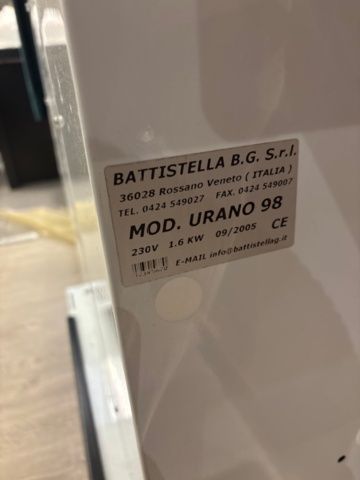 BATTISTELLA B.G. S.r.l.
36028 Rossano Veneto ( ITALIA )
TEL. 0424 549027 FAX. 0424 549007
MOD. URANO 98
230V 1.6 KW 09/2005 CE
E-MAIL info@battistellag.it